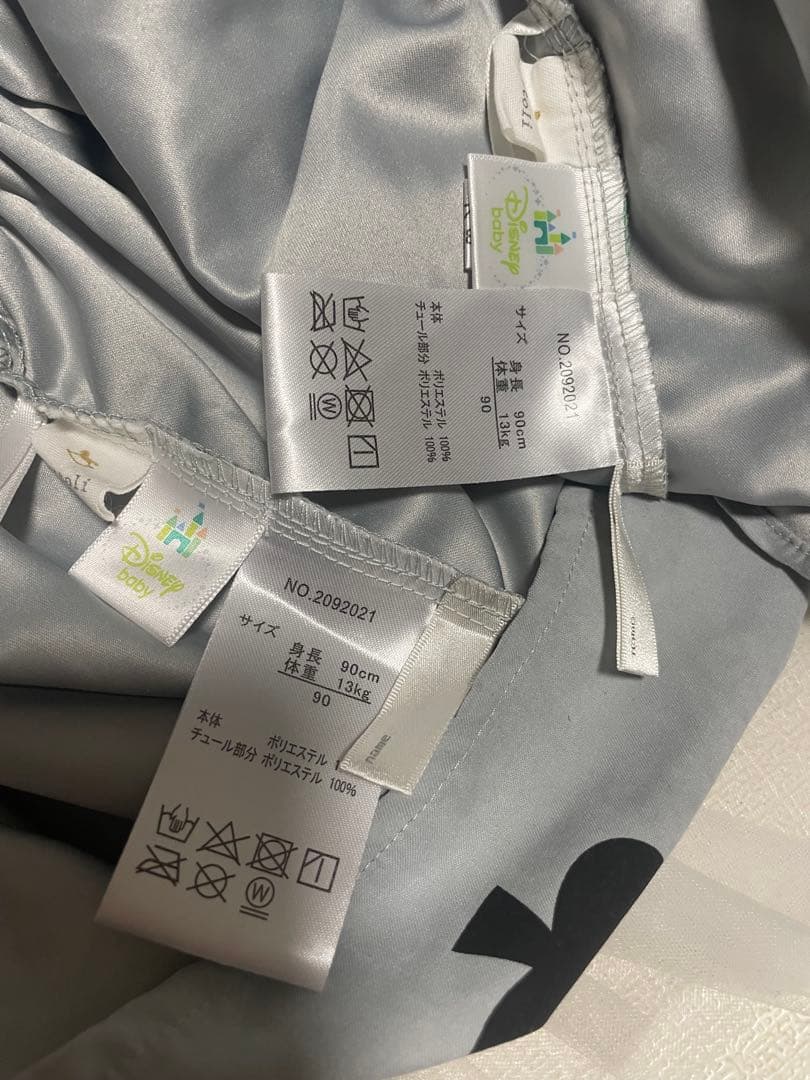 Disney
baby
NO.2092021
サイズ
身長 90cm
体重 13kg
90
本体 ポリエステル 100%
チュール部分 ポリエステル 100%
W
Disney
baby
NO.2092021
サイズ
身長 90cm
体重 13kg
90
本体 ポリエステル
チュール部分 ポリエステル 100%
W
name